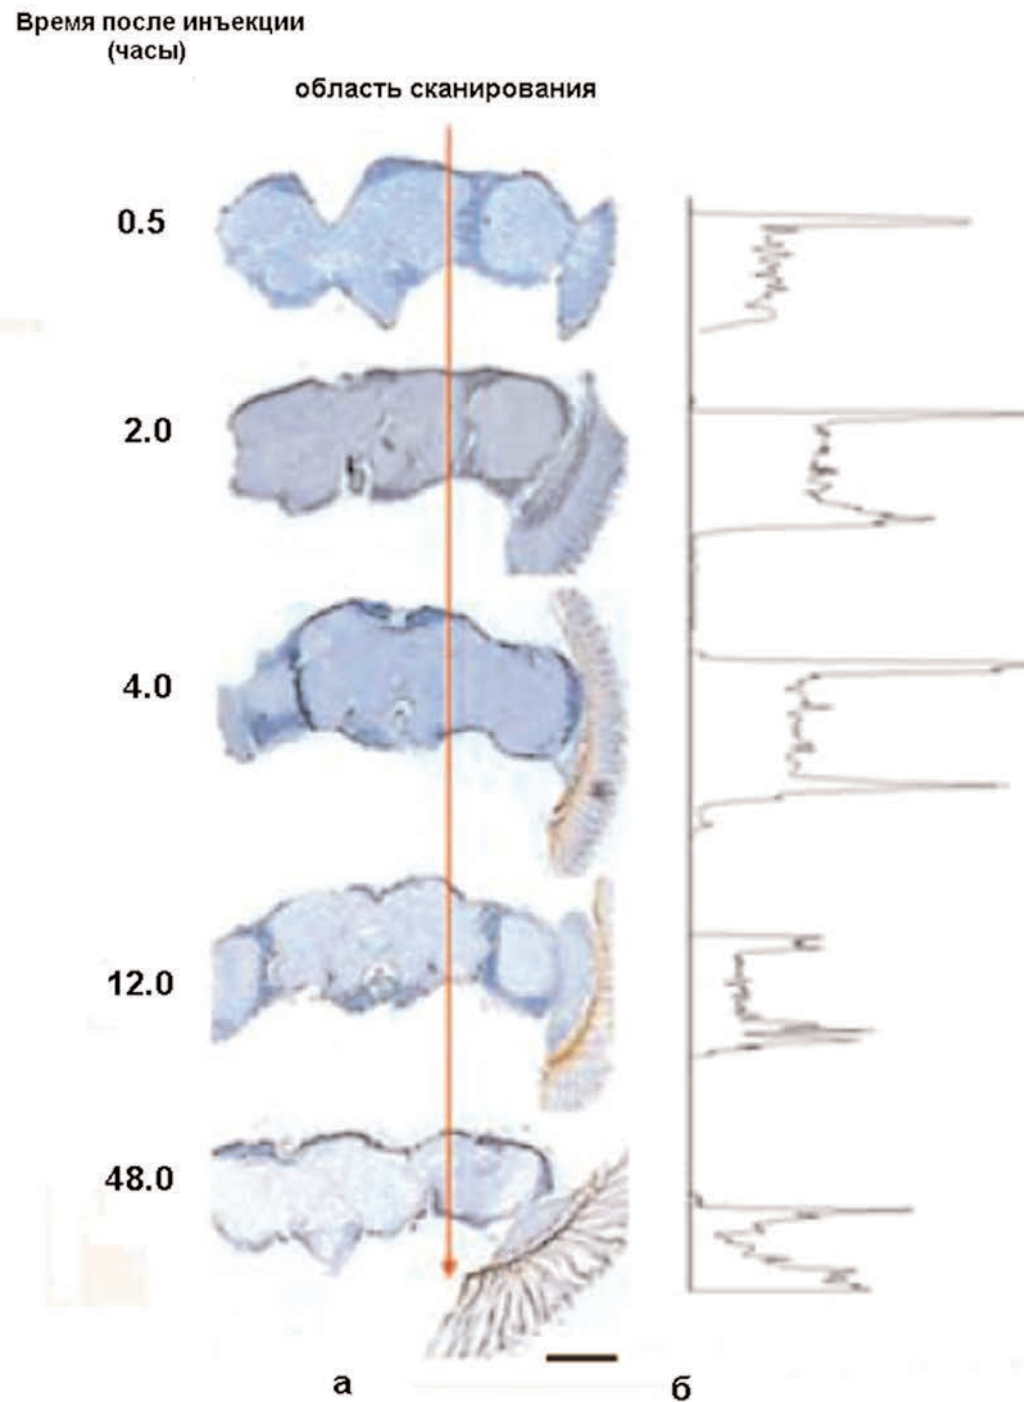 Время после инъекции
(часы)
область сканирования
0.5
2.0
4.0
12.0
48.0
а
б